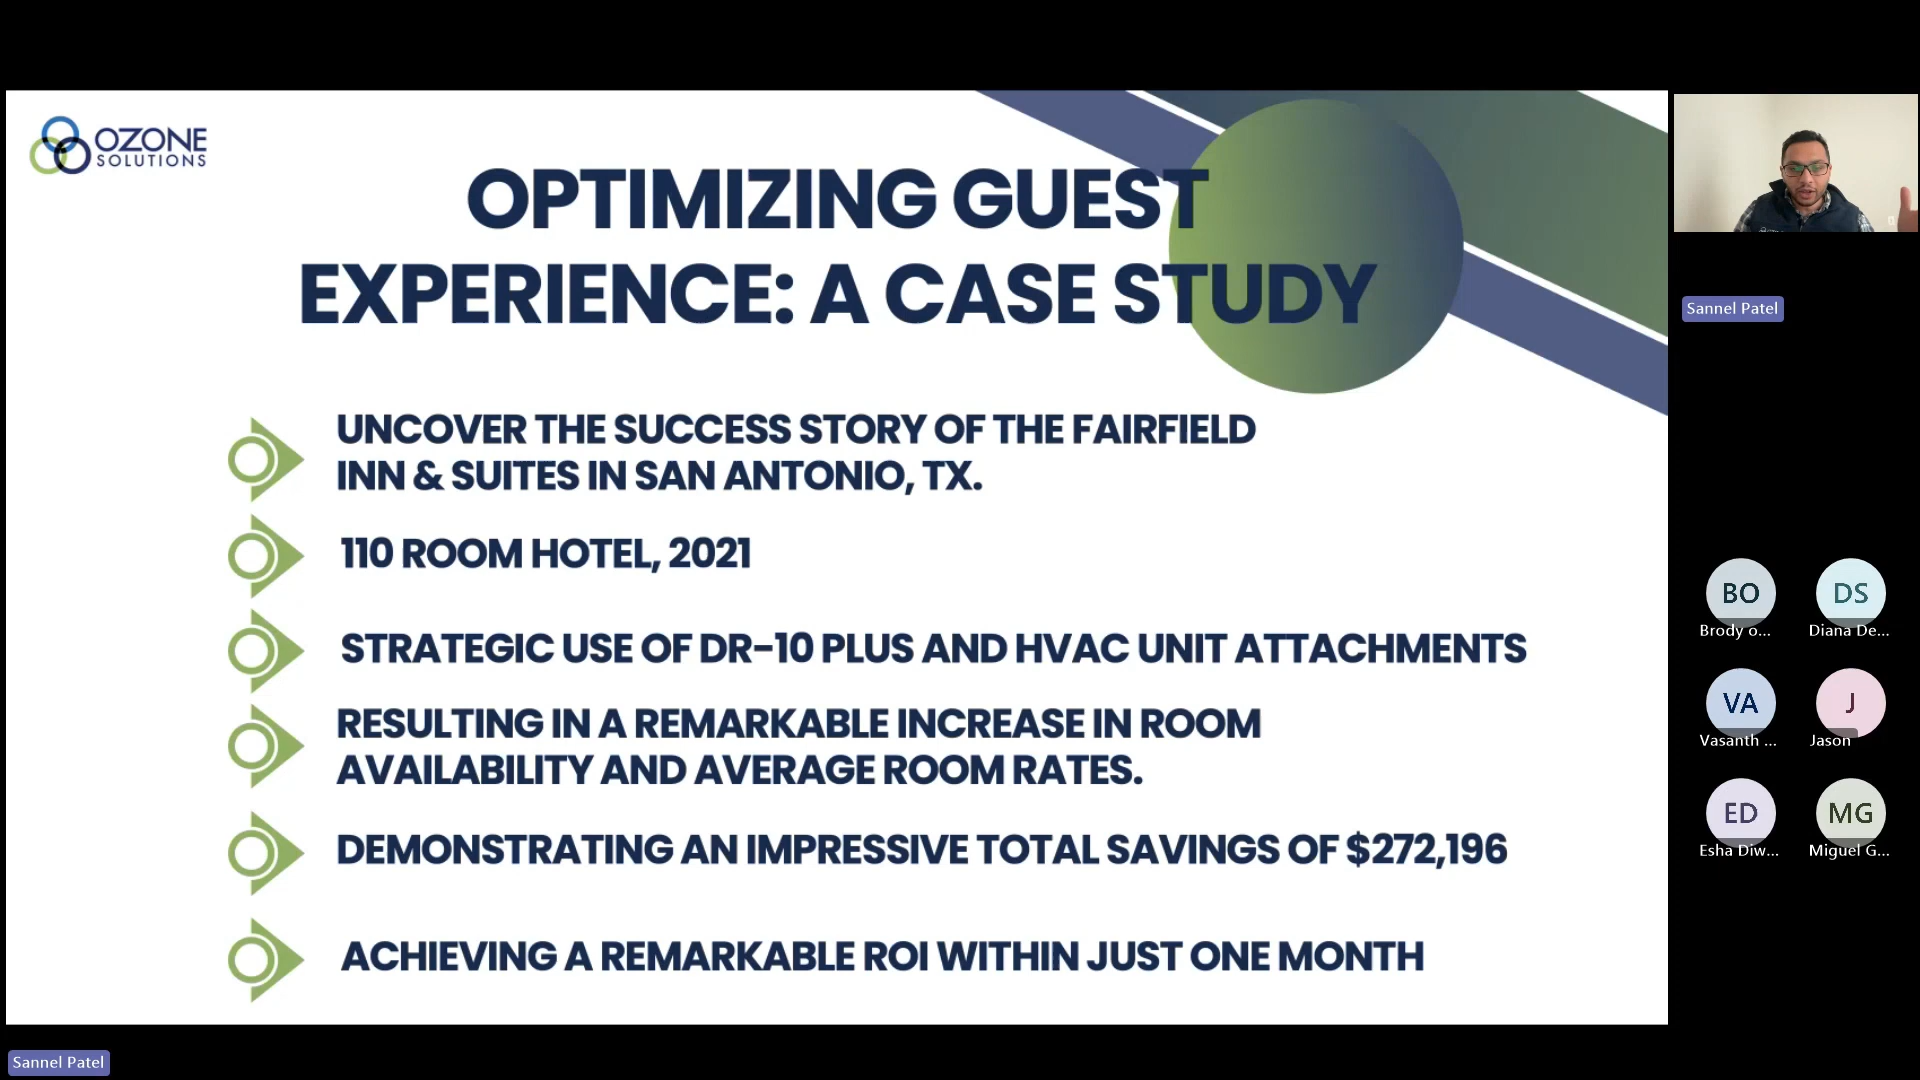 OZONE
SOLUTIONS
OPTIMIZING GUEST
EXPERIENCE: A CASE STUDY
UNCOVER THE SUCCESS STORY OF THE FAIRFIELD
INN & SUITES IN SAN ANTONIO, TX.
110 ROOM HOTEL, 2021
STRATEGIC USE OF DR-10 PLUS AND HVAC UNIT ATTACHMENTS
RESULTING IN A REMARKABLE INCREASE IN ROOM
AVAILABILITY AND AVERAGE ROOM RATES.
DEMONSTRATING AN IMPRESSIVE TOTAL SAVINGS OF $272,196
ACHIEVING A REMARKABLE ROI WITHIN JUST ONE MONTH
Sannel Patel
Sannel Patel
BO
Brody o...
DS
Diana De...
VA
Vasanth ...
J
Jason
ED
Esha Diw...
MG
Miguel G...